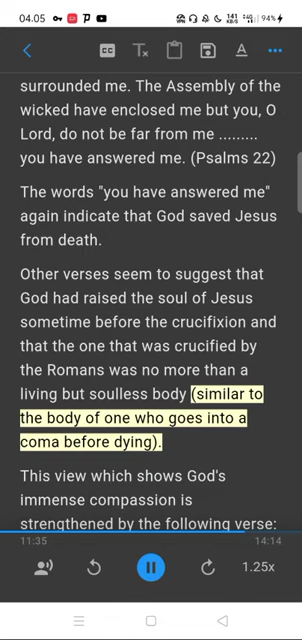 04.05
141
KB/S
4G
94%
CC
surrounded me. The Assembly of the
wicked have enclosed me but you, O
Lord, do not be far from me .........
you have answered me. (Psalms 22)
The words "you have answered me"
again indicate that God saved Jesus
from death.
Other verses seem to suggest that
God had raised the soul of Jesus
sometime before the crucifixion and
that the one that was crucified by
the Romans was no more than a
living but soulless body (similar to
the body of one who goes into a
coma before dying).
This view which shows God's
immense compassion is
strengthened by the following verse:
11:35
14:14
1.25x